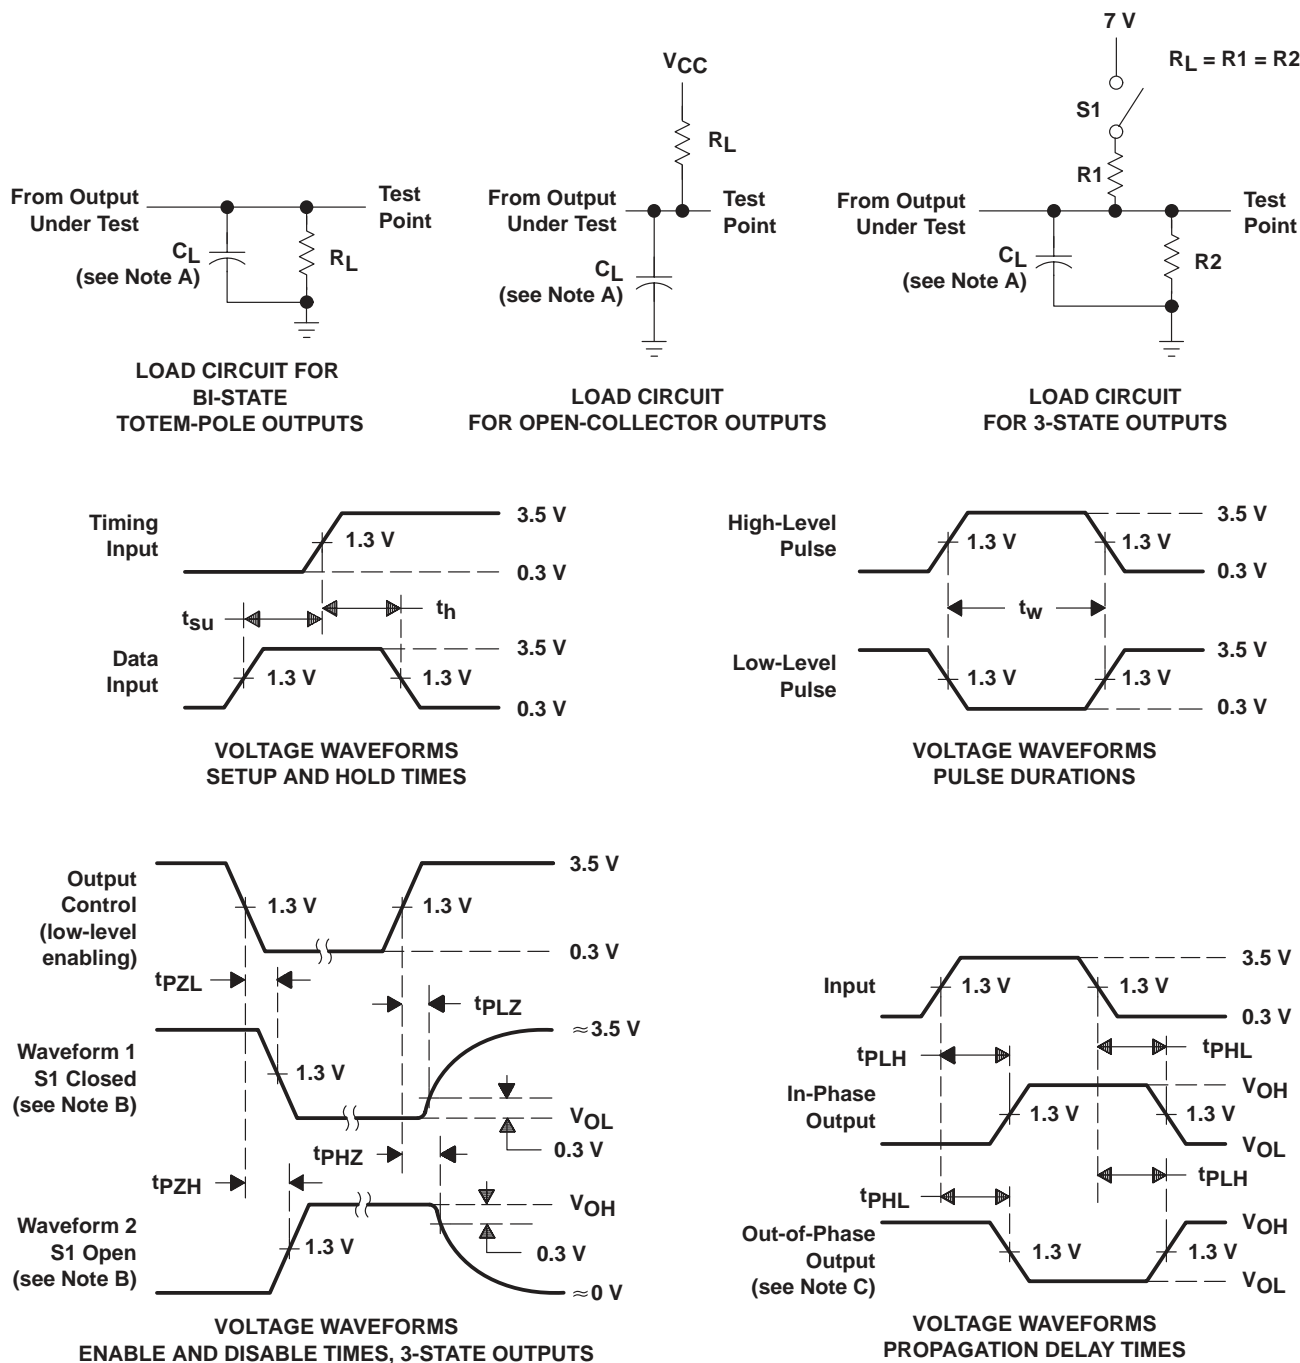 7 V
RL = R1 = R2
S1
R1
VCC
RL
From Output
Under Test
Test
Point
CL
(see Note A)
RL
From Output
Under Test
Test
Point
CL
(see Note A)
From Output
Under Test
Test
Point
CL
(see Note A)
R2
LOAD CIRCUIT FOR
BI-STATE
TOTEM-POLE OUTPUTS
LOAD CIRCUIT
FOR OPEN-COLLECTOR OUTPUTS
LOAD CIRCUIT
FOR 3-STATE OUTPUTS
Timing
Input
1.3 V
3.5 V
0.3 V
tsu
th
Data
Input
1.3 V
1.3 V
3.5 V
0.3 V
VOLTAGE WAVEFORMS
SETUP AND HOLD TIMES
High-Level
Pulse
1.3 V
1.3 V
3.5 V
0.3 V
tw
Low-Level
Pulse
1.3 V
1.3 V
3.5 V
0.3 V
VOLTAGE WAVEFORMS
PULSE DURATIONS
Output
Control
(low-level
enabling)
1.3 V
1.3 V
3.5 V
0.3 V
tPZL
tPLZ
Waveform 1
S1 Closed
(see Note B)
1.3 V
≈3.5 V
VOL
0.3 V
tPHZ
tPZH
Waveform 2
S1 Open
(see Note B)
1.3 V
VOH
0.3 V
≈0 V
VOLTAGE WAVEFORMS
ENABLE AND DISABLE TIMES, 3-STATE OUTPUTS
Input
1.3 V
1.3 V
3.5 V
0.3 V
tPLH
tPHL
In-Phase
Output
1.3 V
1.3 V
VOH
VOL
tPHL
tPLH
Out-of-Phase
Output
(see Note C)
1.3 V
1.3 V
VOH
VOL
VOLTAGE WAVEFORMS
PROPAGATION DELAY TIMES